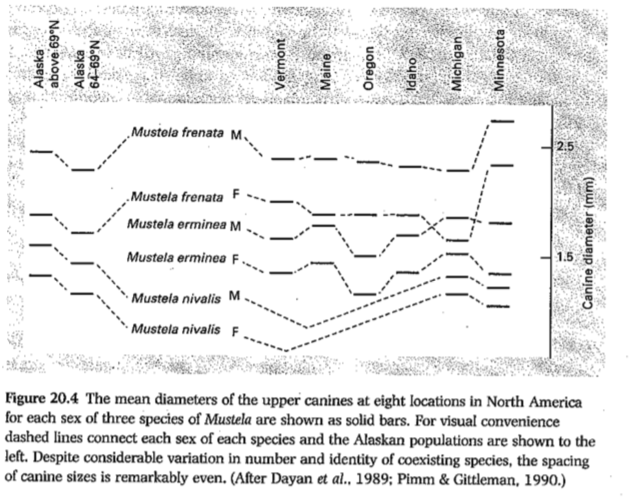 Alaska
above 69°N
Alaska
64–69°N
Vermont
Maine
Oregon
Idaho
Michigan
Minnesota
Mustela frenata M
Mustela frenata F
Mustela erminea M
Mustela erminea F
Mustela nivalis M
Mustela nivalis F
2.5
1.5
Canine diameter (mm)
Figure 20.4 The mean diameters of the upper canines at eight locations in North America
for each sex of three species of Mustela are shown as solid bars. For visual convenience
dashed lines connect each sex of each species and the Alaskan populations are shown to the
left. Despite considerable variation in number and identity of coexisting species, the spacing
of canine sizes is remarkably even. (After Dayan et al., 1989; Pimm & Gittleman, 1990.)